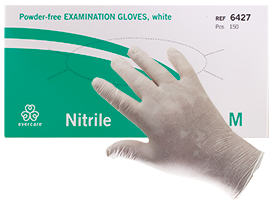 Powder-free EXAMINATION GLOVES, white
REF 6427
Pcs 150
evercare
Nitrile
M